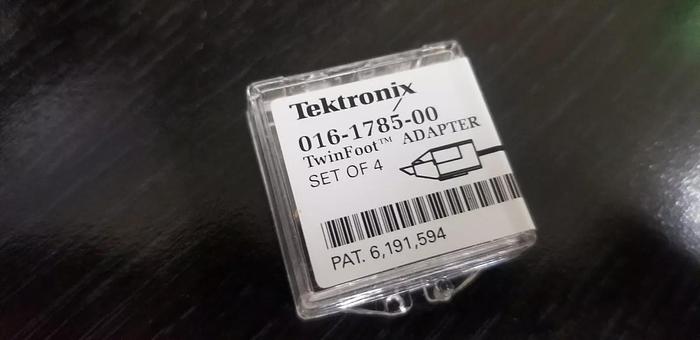 Tektronix
016-1785-00
TwinFoot™ ADAPTER
SET OF 4
PAT. 6,191,594